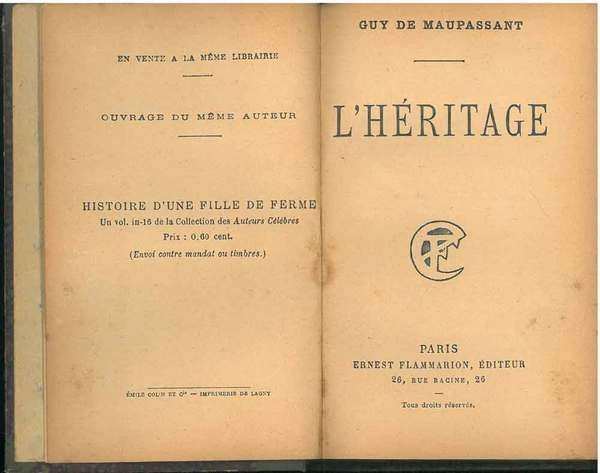 EN VENTE A LA MÊME LIBRAIRIE
OUVRAGE DU MÊME AUTEUR
HISTOIRE D'UNE FILLE DE FERME
Un vol. in-16 de la Collection des Auteurs Célèbres
Prix : 0,60 cent.
(Envoi contre mandat ou timbres.)
ÉMILE COLIN ET Cie — IMPRIMERIE DE LAGNY
GUY DE MAUPASSANT
L'HÉRITAGE
PARIS
ERNEST FLAMMARION, ÉDITEUR
26, RUE RACINE, 26
Tous droits réservés.